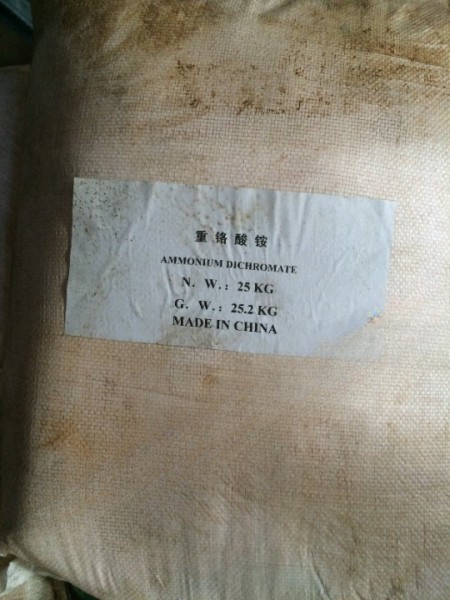 重铬酸铵
AMMONIUM DICHROMATE
N. W.: 25 KG
G. W.: 25.2 KG
MADE IN CHINA